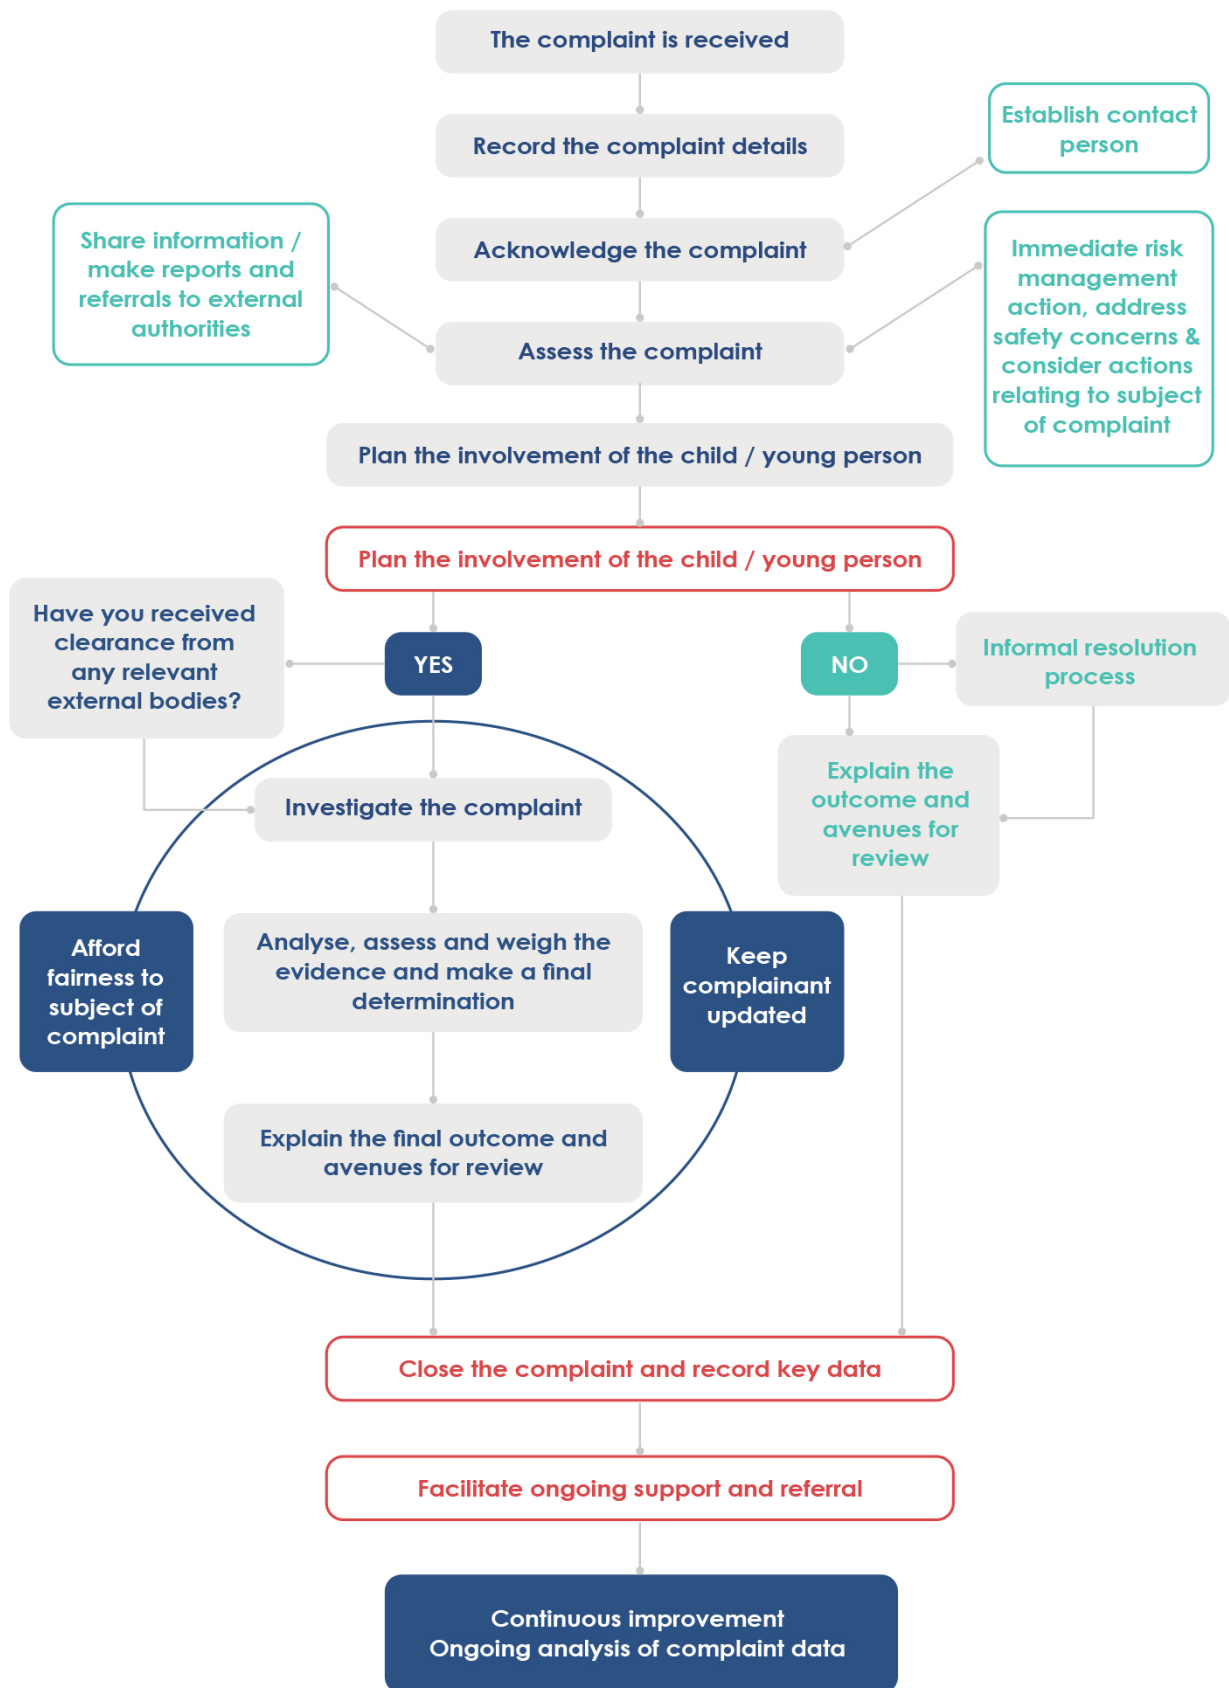 The complaint is received
Record the complaint details
Establish contact
person
Acknowledge the complaint
Share information /
make reports and
referrals to external
authorities
Immediate risk
management
action, address
safety concerns &
consider actions
relating to subject
of complaint
Assess the complaint
Plan the involvement of the child / young person
Plan the involvement of the child / young person
Have you received
clearance from
any relevant
external bodies?
YES
NO
Informal resolution
process
Explain the
outcome and
avenues for
review
Investigate the complaint
Afford
fairness to
subject of
complaint
Analyse, assess and weigh the
evidence and make a final
determination
Keep
complainant
updated
Explain the final outcome and
avenues for review
Close the complaint and record key data
Facilitate ongoing support and referral
Continuous improvement
Ongoing analysis of complaint data